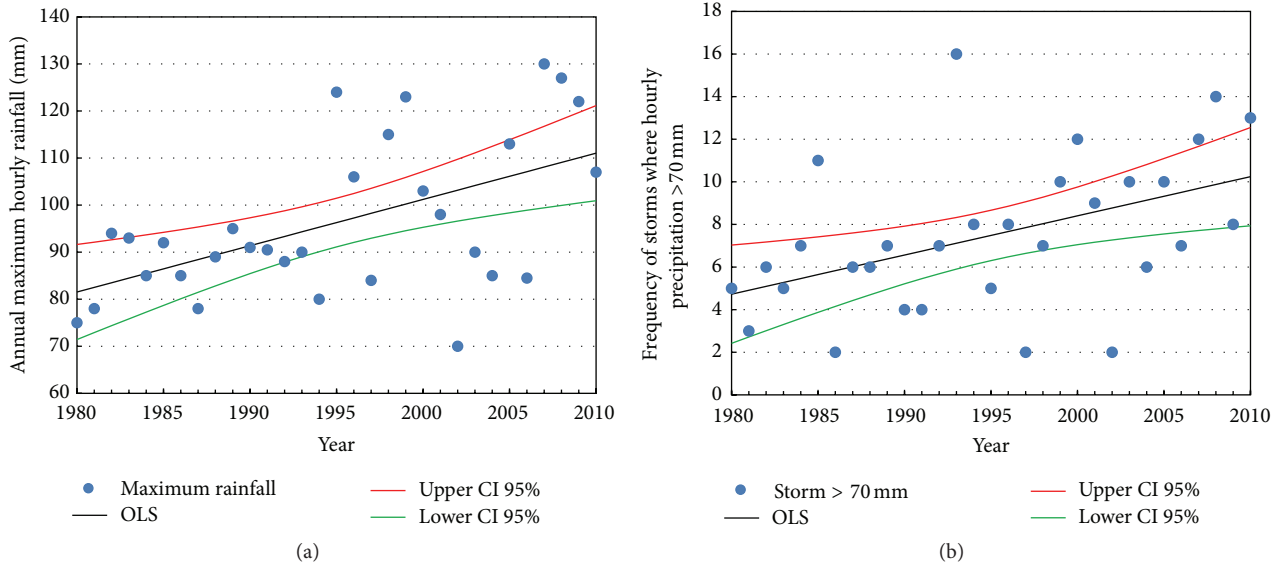 140
130
120
110
100
90
80
70
60
Annual maximum hourly rainfall (mm)
1980 1985 1990 1995 2000 2005 2010
Year
Maximum rainfall
OLS
Upper CI 95%
Lower CI 95%
(a)
18
16
14
12
10
8
6
4
2
0
Frequency of storms where hourly
precipitation >70 mm
1980 1985 1990 1995 2000 2005 2010
Year
Storm > 70 mm
OLS
Upper CI 95%
Lower CI 95%
(b)